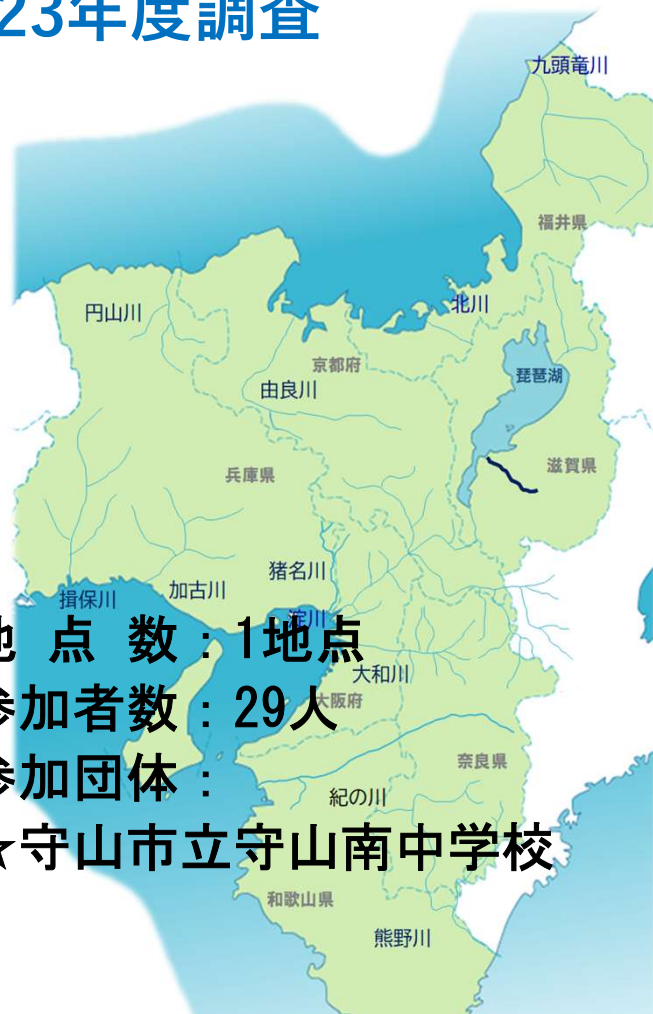 23年度調査
九頭竜川
福井県
北川
円山川
京都府
琵琶湖
由良川
滋賀県
兵庫県
猪名川
加古川
揖保川
淀川
地 点 数：1地点
大和川
大阪府
参加者数：29人
奈良県
参加団体：
紀の川
☆守山市立守山南中学校
和歌山県
熊野川